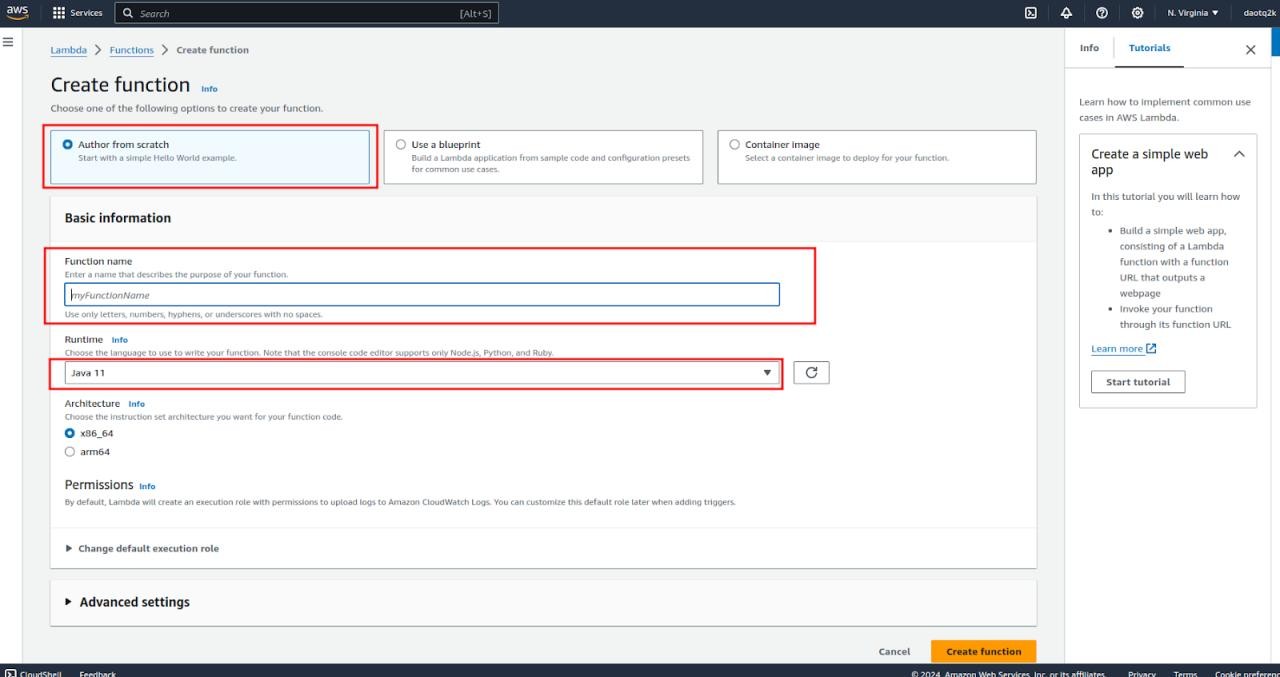 aws Services Search [Alt+S] N. Virginia ▼ daotq2k
Lambda > Functions > Create function
Create function Info
Choose one of the following options to create your function.
Author from scratch
Start with a simple Hello World example.
Use a blueprint
Build a Lambda application from sample code and configuration presets
for common use cases.
Container image
Select a container image to deploy for your function.
Basic information
Function name
Enter a name that describes the purpose of your function.
myFunctionName
Use only letters, numbers, hyphens, or underscores with no spaces.
Runtime Info
Choose the language to use to write your function. Note that the console code editor supports only Node.js, Python, and Ruby.
Java 11
Architecture Info
Choose the instruction set architecture you want for your function code.
x86_64
arm64
Permissions Info
By default, Lambda will create an execution role with permissions to upload logs to Amazon CloudWatch Logs. You can customize this default role later when adding triggers.
Change default execution role
Advanced settings
Cancel Create function
Info Tutorials
Learn how to implement common use
cases in AWS Lambda.
Create a simple web
app
In this tutorial you will learn how
to:
• Build a simple web app,
consisting of a Lambda
function with a function
URL that outputs a
webpage
• Invoke your function
through its function URL
Learn more
Start tutorial
CloudShell Feedback © 2024, Amazon Web Services, Inc. or its affiliates. Privacy Terms Cookie preferenc